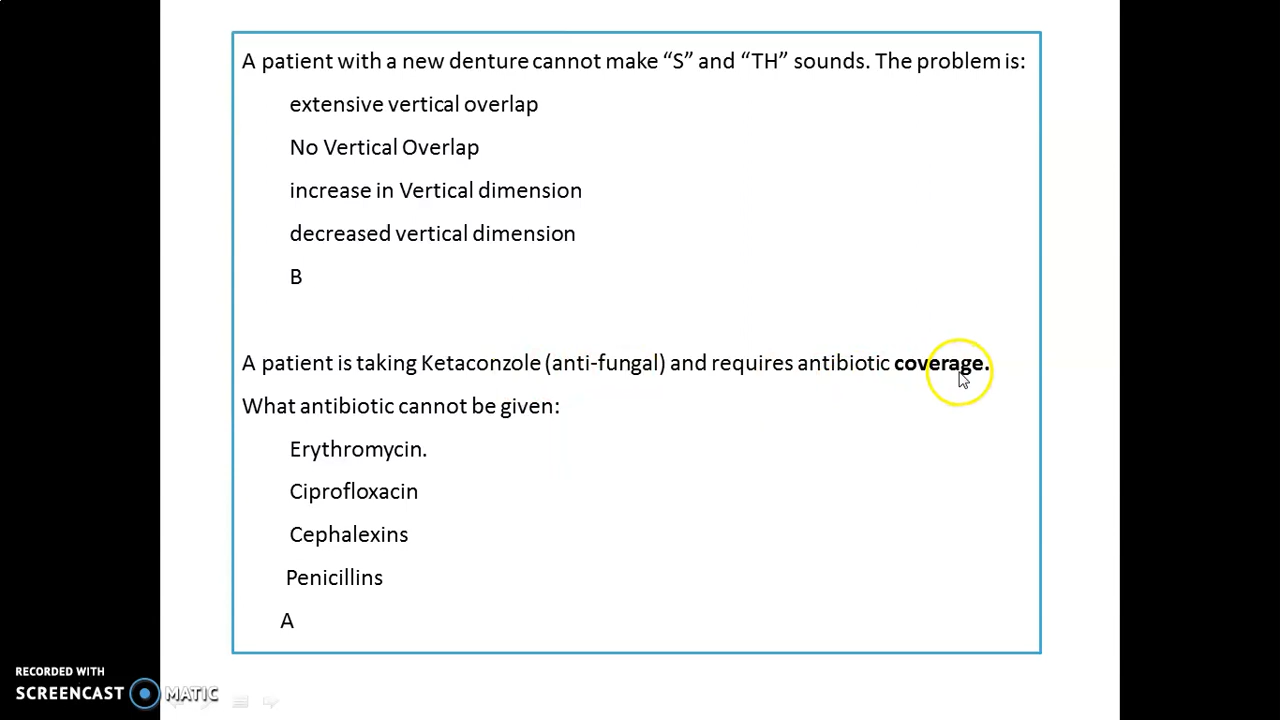 A patient with a new denture cannot make “S” and “TH” sounds. The problem is:
extensive vertical overlap
No Vertical Overlap
increase in Vertical dimension
decreased vertical dimension
B
A patient is taking Ketaconzole (anti-fungal) and requires antibiotic coverage.
What antibiotic cannot be given:
Erythromycin.
Ciprofloxacin
Cephalexins
Penicillins
A
RECORDED WITH
SCREENCAST MATIC